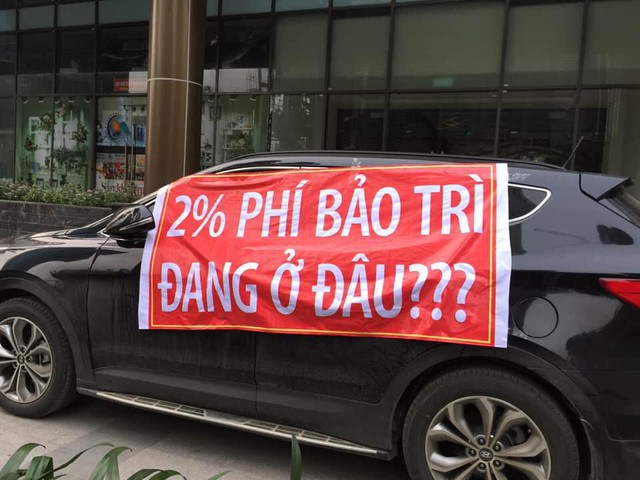 2% PHÍ BẢO TRÌ
ĐANG Ở ĐÂU???